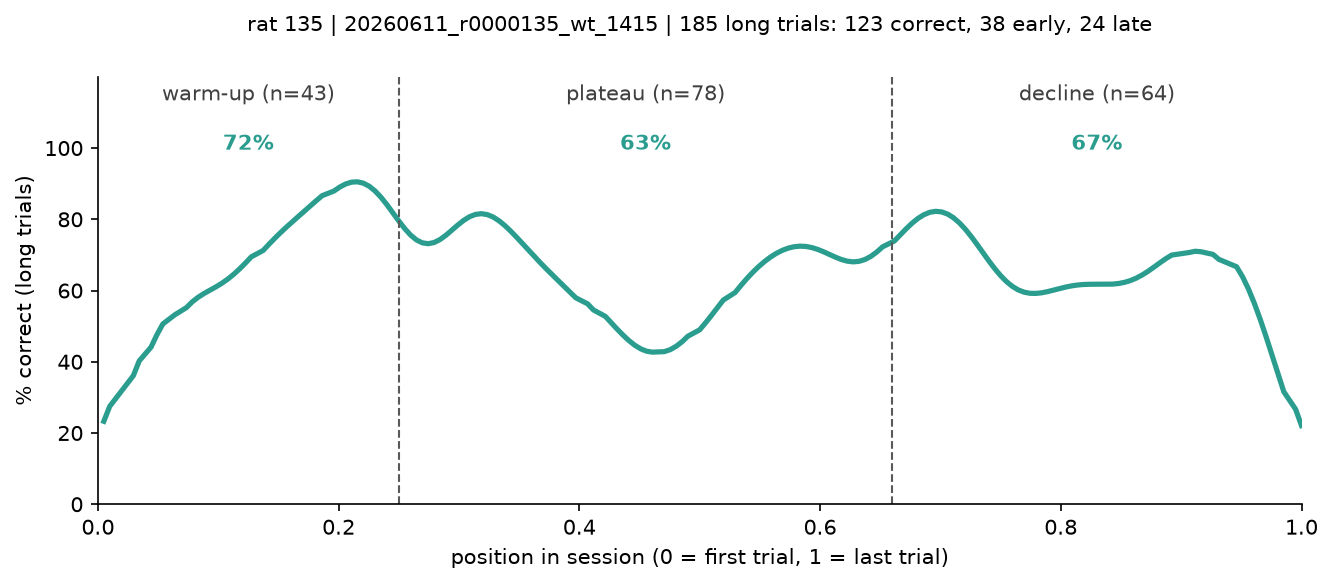 rat 135 | 20260611_r0000135_wt_1415 | 185 long trials: 123 correct, 38 early, 24 late
warm-up (n=43)
plateau (n=78)
decline (n=64)
72%
63%
67%
% correct (long trials)
100
80
60
40
20
0
0.0
0.2
0.4
0.6
0.8
1.0
position in session (0 = first trial, 1 = last trial)